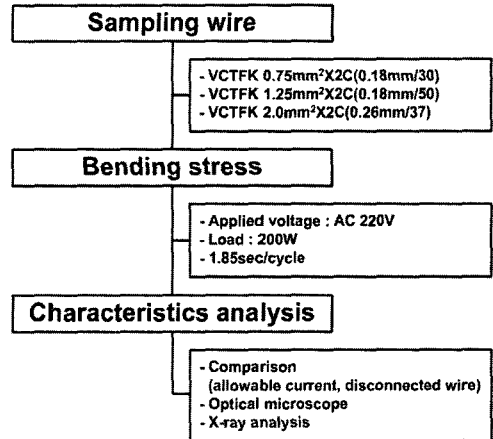 Sampling wire
- VCTFK 0.75mm²X2C(0.18mm/30)
- VCTFK 1.25mm²X2C(0.18mm/50)
- VCTFK 2.0mm²X2C(0.26mm/37)
Bending stress
- Applied voltage : AC 220V
- Load : 200W
- 1.85sec/cycle
Characteristics analysis
- Comparison
(allowable current, disconnected wire)
- Optical microscope
- X-ray analysis